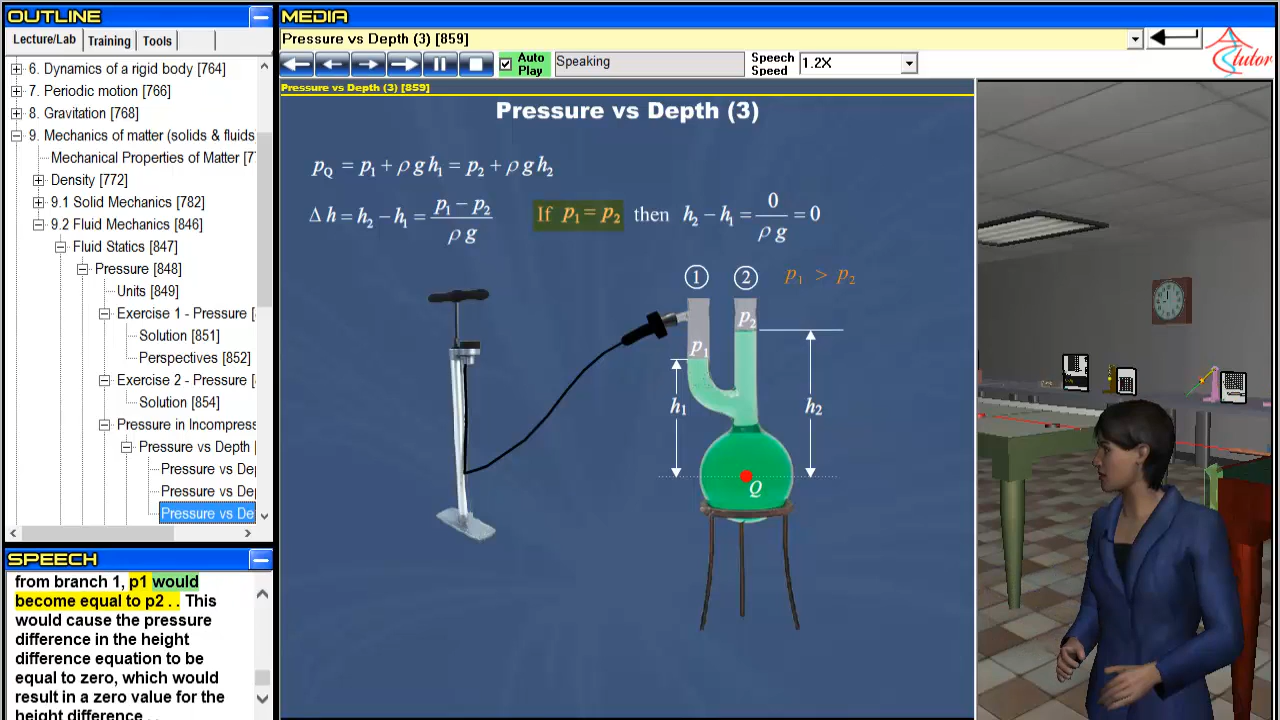 OUTLINE
Lecture/Lab Training Tools
6. Dynamics of a rigid body [764]
7. Periodic motion [766]
8. Gravitation [768]
9. Mechanics of matter (solids & fluids
Mechanical Properties of Matter [7
Density [772]
9.1 Solid Mechanics [782]
9.2 Fluid Mechanics [846]
Fluid Statics [847]
Pressure [848]
Units [849]
Exercise 1 - Pressure [
Solution [851]
Perspectives [852]
Exercise 2 - Pressure [
Solution [854]
Pressure in Incompress
Pressure vs Depth [
Pressure vs De
Pressure vs De
Pressure vs De
SPEECH
from branch 1, p1 would
become equal to p2 . . This
would cause the pressure
difference in the height
difference equation to be
equal to zero, which would
result in a zero value for the
height difference . .
MEDIA
Pressure vs Depth (3) [859]
Auto Play
Speaking
Speech Speed
1.2X
tutor
Pressure vs Depth (3) [859]
Pressure vs Depth (3)
p_Q = p_1 + ρ g h_1 = p_2 + ρ g h_2
Δ h = h_2 − h_1 = (p_1 − p_2) / (ρ g) If p_1 = p_2 then h_2 − h_1 = 0 / (ρ g) = 0
① ② p_1 > p_2
p_2
p_1
h_1 h_2
Q